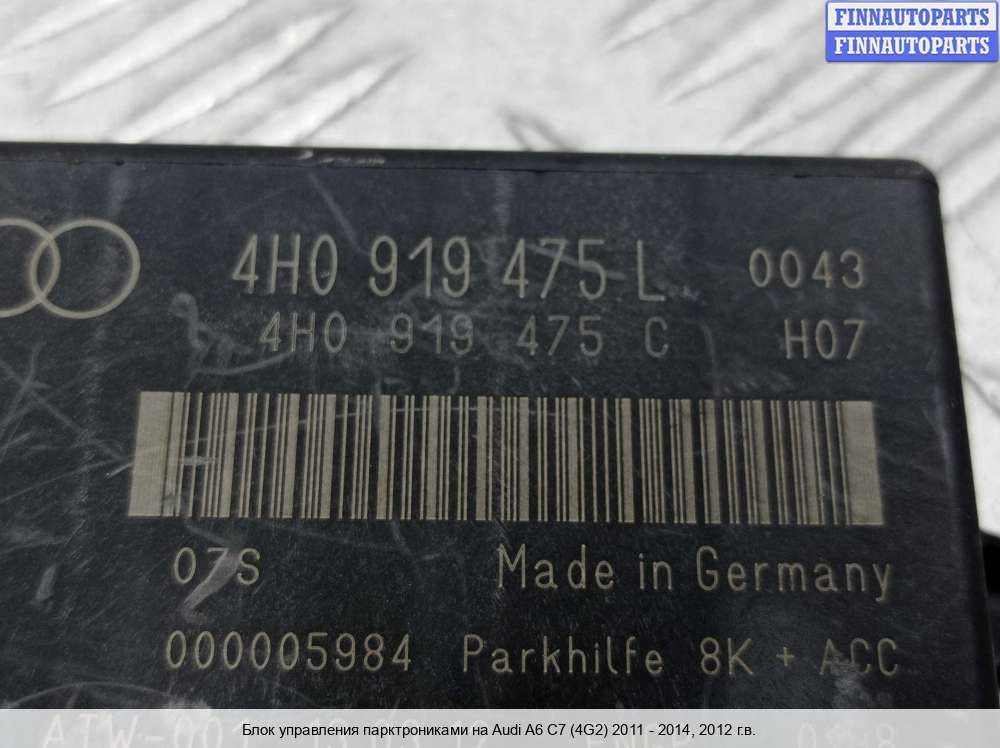 FINNAUTOPARTS
FINNAUTOPARTS
4H0 919 475 L 0043
4H0 919 475 C H07
07S Made in Germany
000005984 Parkhilfe 8K + ACC
Блок управления парктрониками на Audi A6 C7 (4G2) 2011 - 2014, 2012 г.в.